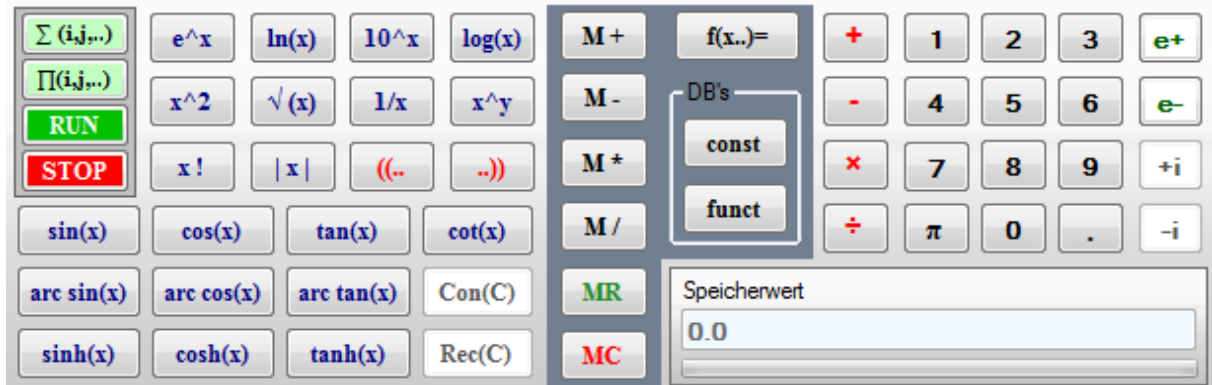 ∑ (i,j,..) e^x ln(x) 10^x log(x) M + f(x..)= + 1 2 3 e+
∏(i,j,..) x^2 √ (x) 1/x x^y M - DB's - 4 5 6 e-
RUN const
STOP x ! | x | ((.. ..)) M * × 7 8 9 +i
sin(x) cos(x) tan(x) cot(x) M / funct ÷ π 0 . -i
arc sin(x) arc cos(x) arc tan(x) Con(C) MR Speicherwert
0.0
sinh(x) cosh(x) tanh(x) Rec(C) MC